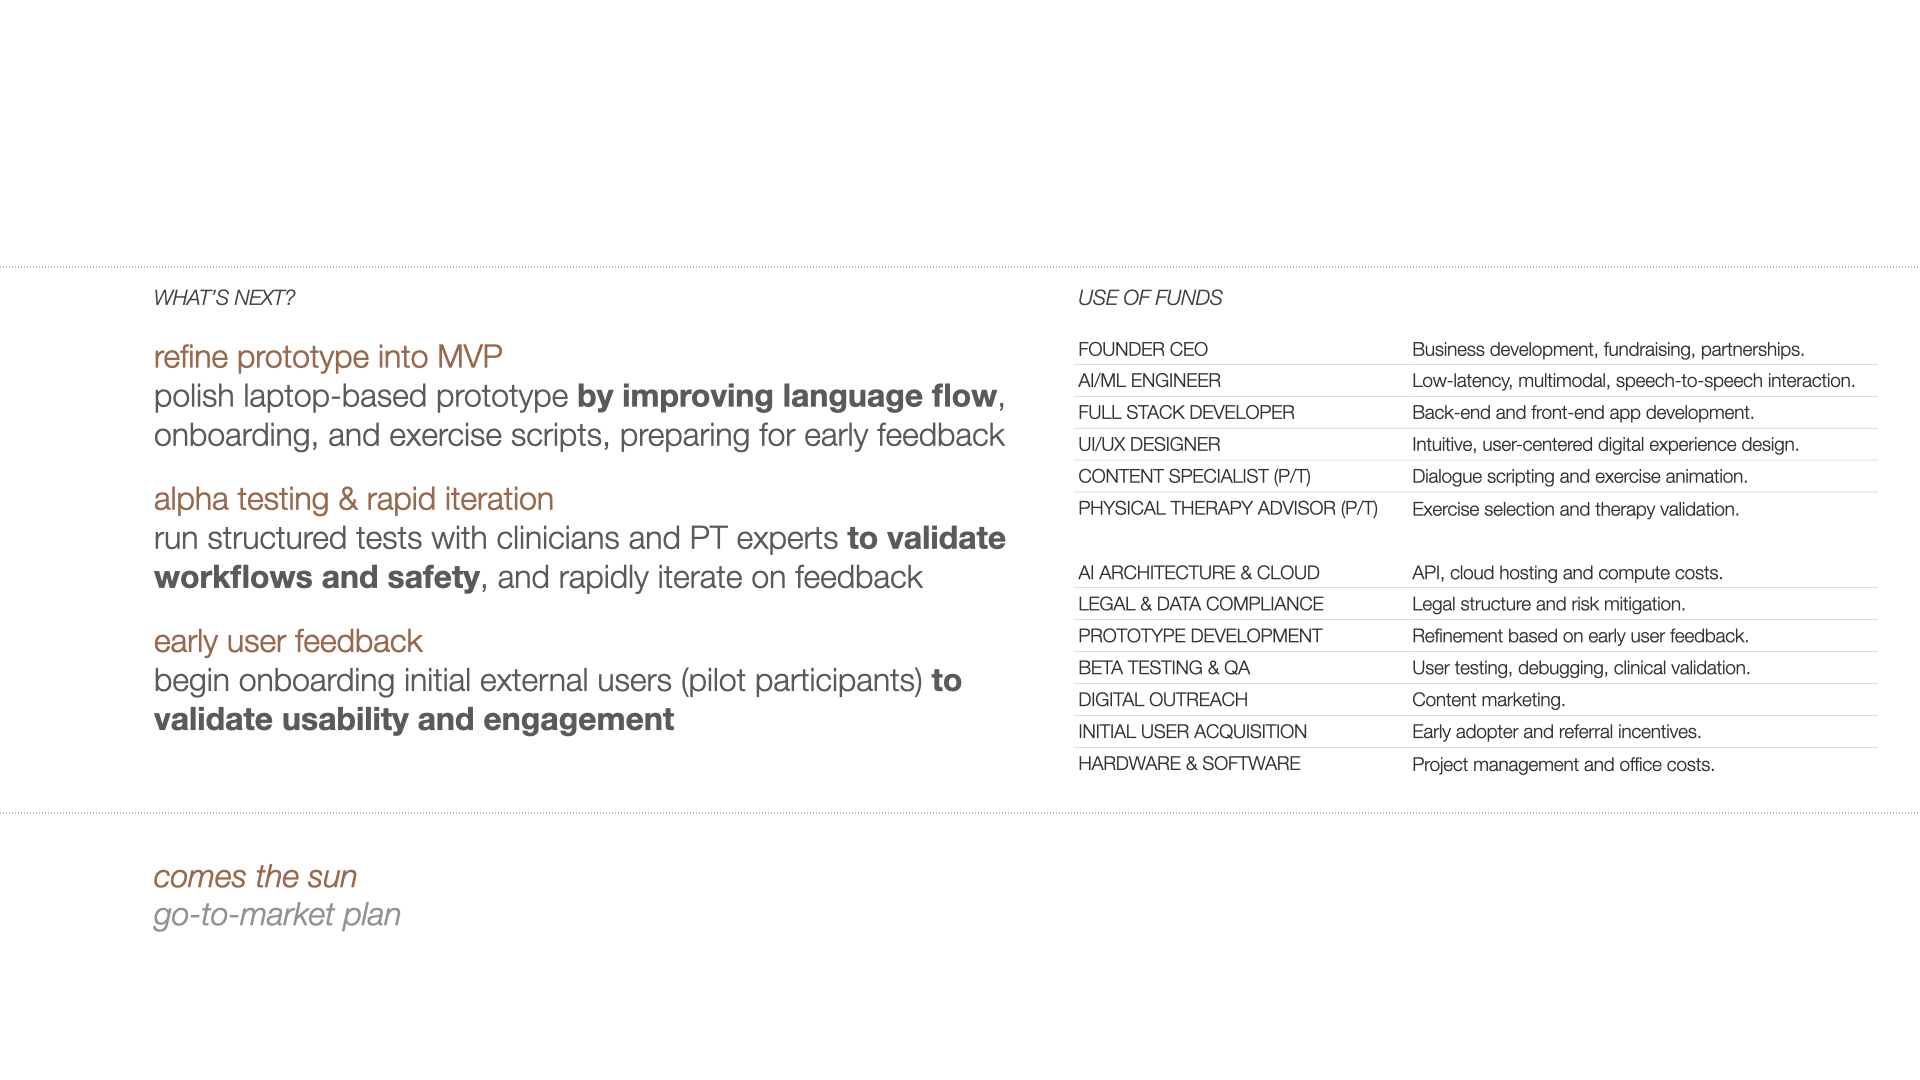 WHAT'S NEXT?
refine prototype into MVP
polish laptop-based prototype by improving language flow,
onboarding, and exercise scripts, preparing for early feedback
alpha testing & rapid iteration
run structured tests with clinicians and PT experts to validate
workflows and safety, and rapidly iterate on feedback
early user feedback
begin onboarding initial external users (pilot participants) to
validate usability and engagement
USE OF FUNDS
FOUNDER CEO Business development, fundraising, partnerships.
AI/ML ENGINEER Low-latency, multimodal, speech-to-speech interaction.
FULL STACK DEVELOPER Back-end and front-end app development.
UI/UX DESIGNER Intuitive, user-centered digital experience design.
CONTENT SPECIALIST (P/T) Dialogue scripting and exercise animation.
PHYSICAL THERAPY ADVISOR (P/T) Exercise selection and therapy validation.
AI ARCHITECTURE & CLOUD API, cloud hosting and compute costs.
LEGAL & DATA COMPLIANCE Legal structure and risk mitigation.
PROTOTYPE DEVELOPMENT Refinement based on early user feedback.
BETA TESTING & QA User testing, debugging, clinical validation.
DIGITAL OUTREACH Content marketing.
INITIAL USER ACQUISITION Early adopter and referral incentives.
HARDWARE & SOFTWARE Project management and office costs.
comes the sun
go-to-market plan